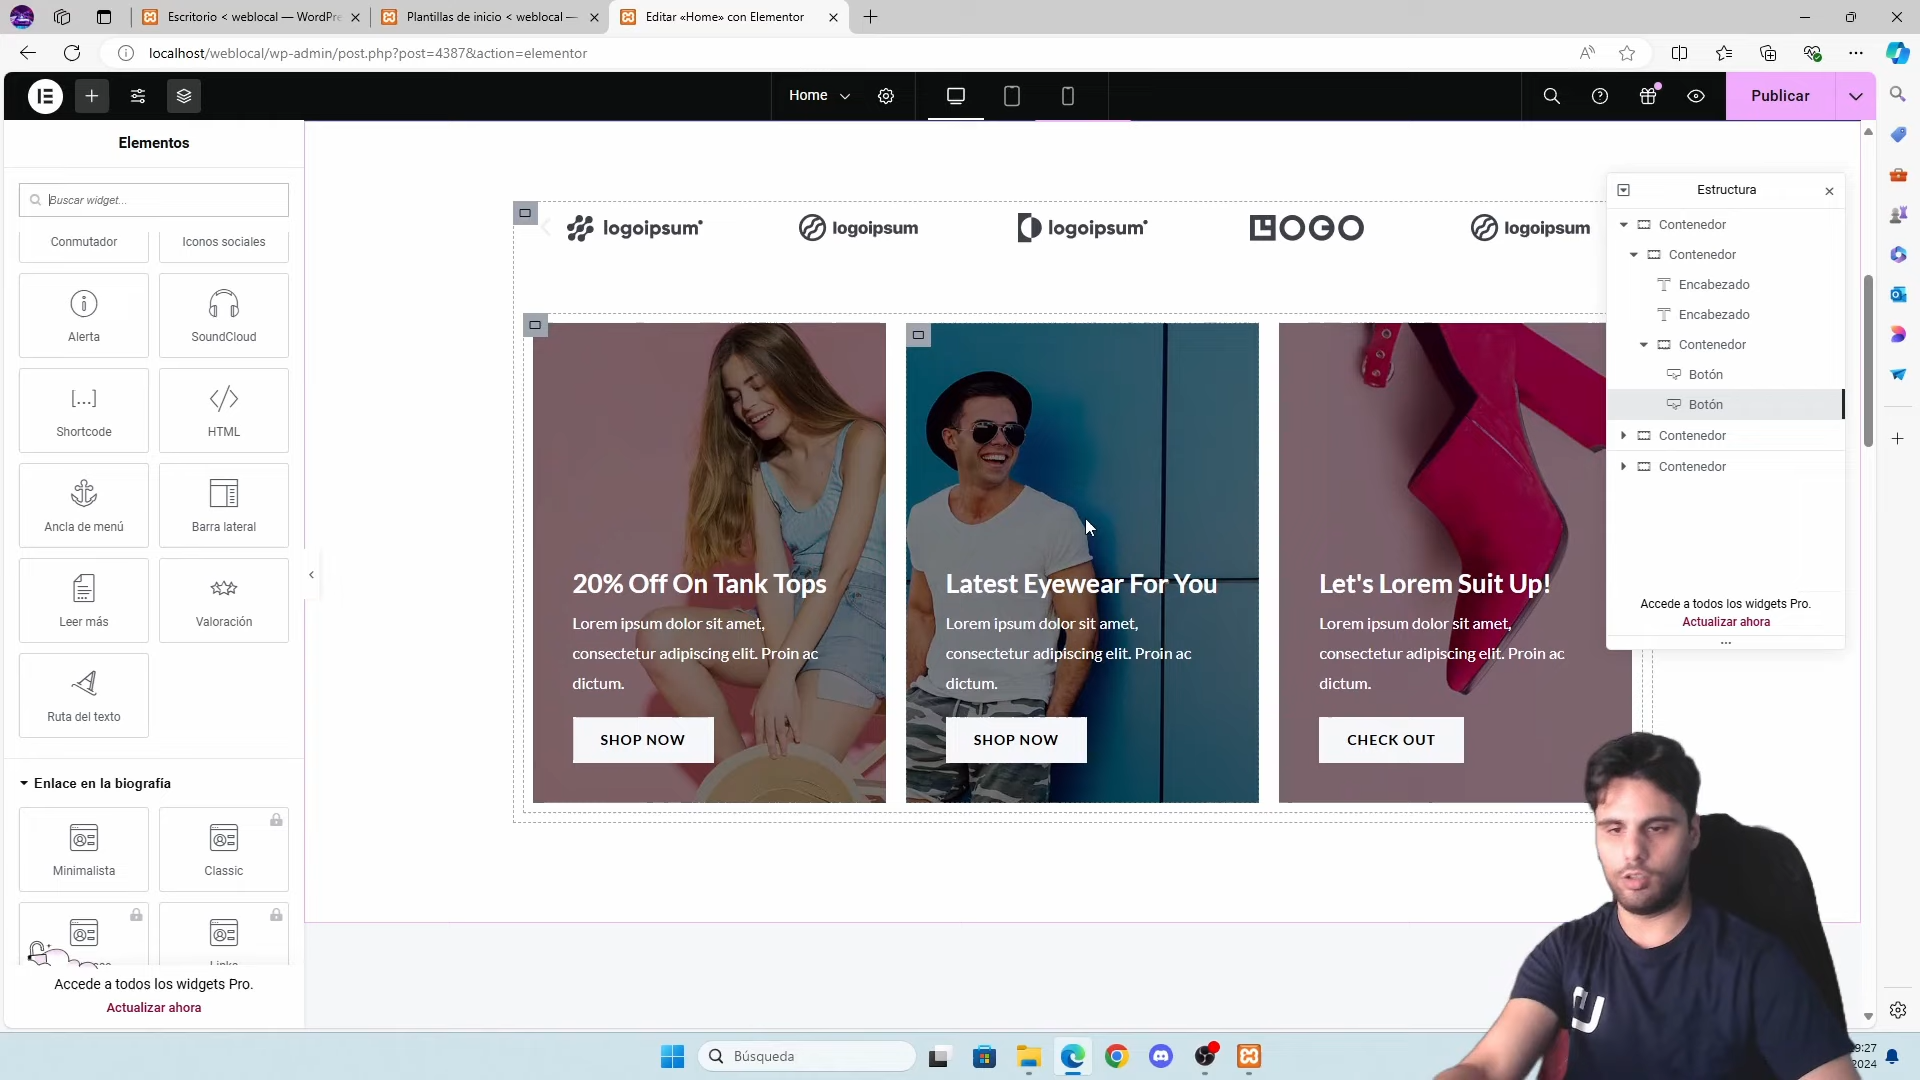 Escritorio < weblocal — WordPre
Plantillas de inicio < weblocal —
Editar «Home» con Elementor
localhost/weblocal/wp-admin/post.php?post=4387&action=elementor
Home
Publicar
Elementos
Buscar widget...
Conmutador
Iconos sociales
Alerta
SoundCloud
Shortcode
HTML
Ancla de menú
Barra lateral
Leer más
Valoración
Ruta del texto
Enlace en la biografía
Minimalista
Classic
Accede a todos los widgets Pro.
Actualizar ahora
logoipsum
logoipsum
logoipsum
LOGO
logoipsum
20% Off On Tank Tops
Lorem ipsum dolor sit amet,
consectetur adipiscing elit. Proin ac
dictum.
SHOP NOW
Latest Eyewear For You
Lorem ipsum dolor sit amet,
consectetur adipiscing elit. Proin ac
dictum.
SHOP NOW
Let's Lorem Suit Up!
Lorem ipsum dolor sit amet,
consectetur adipiscing elit. Proin ac
dictum.
CHECK OUT
Estructura
Contenedor
Contenedor
Encabezado
Encabezado
Contenedor
Botón
Botón
Contenedor
Contenedor
Accede a todos los widgets Pro.
Actualizar ahora
Búsqueda
:27
2024